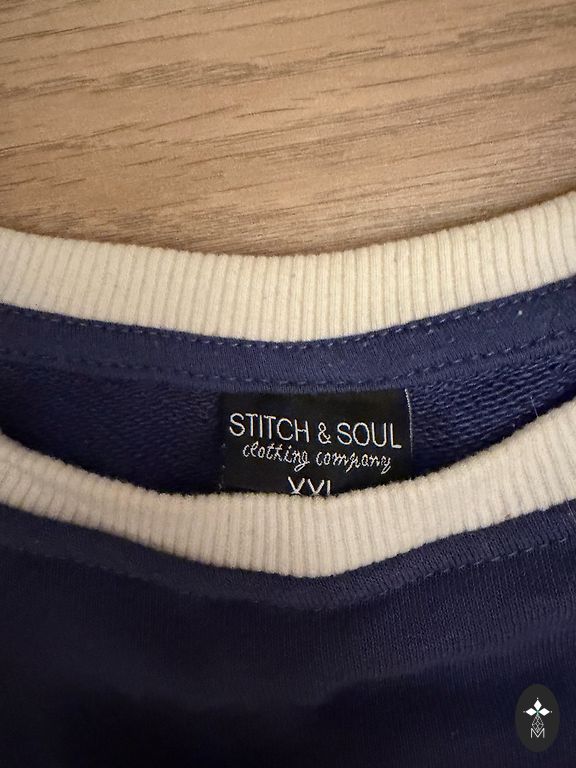 STITCH & SOUL
clothing company
XXL
M